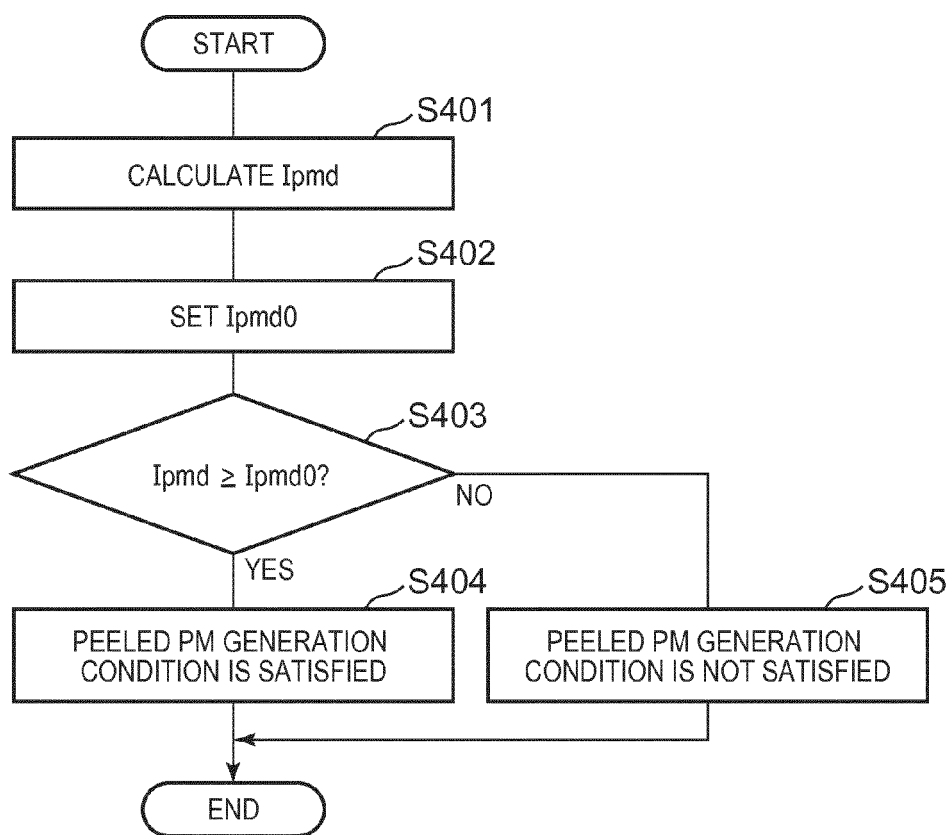 START
S401
CALCULATE Ipmd
S402
SET Ipmd0
S403
Ipmd ≥ Ipmd0?
NO
YES
S404
PEELED PM GENERATION
CONDITION IS SATISFIED
S405
PEELED PM GENERATION
CONDITION IS NOT SATISFIED
END